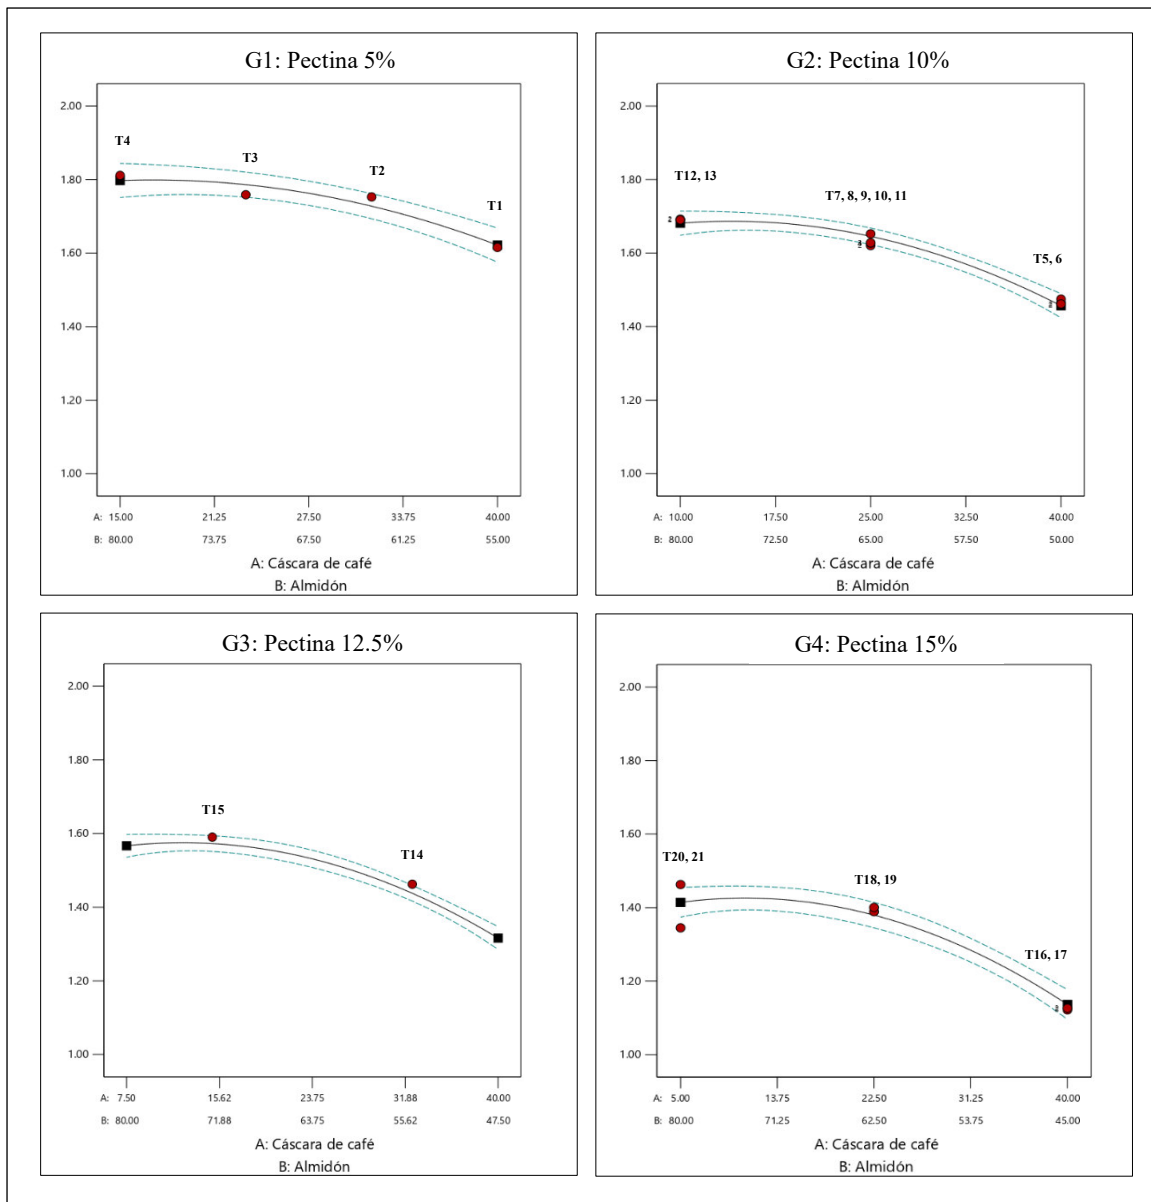 G1: Pectina 5%
2.00
1.80
1.60
1.40
1.20
1.00
T4
T3
T2
T1
A: 15.00 21.25 27.50 33.75 40.00
B: 80.00 73.75 67.50 61.25 55.00
A: Cáscara de café
B: Almidón
G2: Pectina 10%
2.00
1.80
1.60
1.40
1.20
1.00
T12, 13
T7, 8, 9, 10, 11
T5, 6
2
A: 10.00 17.50 25.00 32.50 40.00
B: 80.00 72.50 65.00 57.50 50.00
A: Cáscara de café
B: Almidón
G3: Pectina 12.5%
2.00
1.80
1.60
1.40
1.20
1.00
T15
T14
A: 7.50 15.62 23.75 31.88 40.00
B: 80.00 71.88 63.75 55.62 47.50
A: Cáscara de café
B: Almidón
G4: Pectina 15%
2.00
1.80
1.60
1.40
1.20
1.00
T20, 21
T18, 19
T16, 17
A: 5.00 13.75 22.50 31.25 40.00
B: 80.00 71.25 62.50 53.75 45.00
A: Cáscara de café
B: Almidón